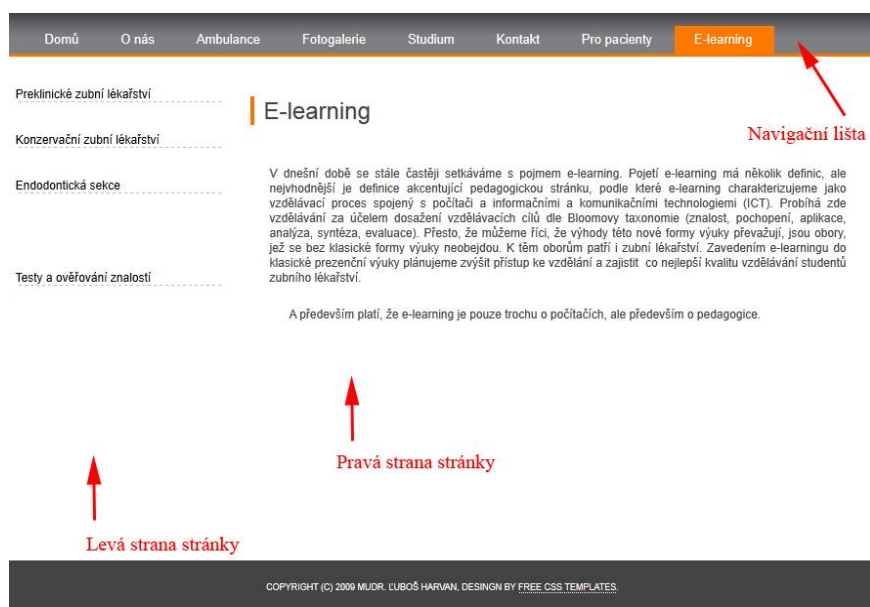 Domů O nás Ambulance Fotogalerie Studium Kontakt Pro pacienty E-learning
Navigační lišta
Preklinické zubní lékařství
Konzervační zubní lékařství
Endodontická sekce
Testy a ověřování znalostí
E-learning
V dnešní době se stále častěji setkáváme s pojmem e-learning. Pojetí e-learning má několik definic, ale
nejvhodnější je definice akcentující pedagogickou stránku, podle které e-learning charakterizujeme jako
vzdělávací proces spojený s počítači a informačními a komunikačními technologiemi (ICT). Probíhá zde
vzdělávání za účelem dosažení vzdělávacích cílů dle Bloomovy taxonomie (znalost, pochopení, aplikace,
analýza, syntéza, evaluace). Přesto, že můžeme říci, že výhody této nové formy výuky převažují, jsou obory,
jež se bez klasické formy výuky neobejdou. K těm oborům patří i zubní lékařství. Zavedením e-learningu do
klasické prezenční výuky plánujeme zvýšit přístup ke vzdělání a zajistit co nejlepší kvalitu vzdělávání studentů
zubního lékařství.
A především platí, že e-learning je pouze trochu o počítačích, ale především o pedagogice.
Pravá strana stránky
Levá strana stránky
COPYRIGHT (C) 2009 MUDR. ĽUBOŠ HARVAN, DESINGN BY FREE CSS TEMPLATES.